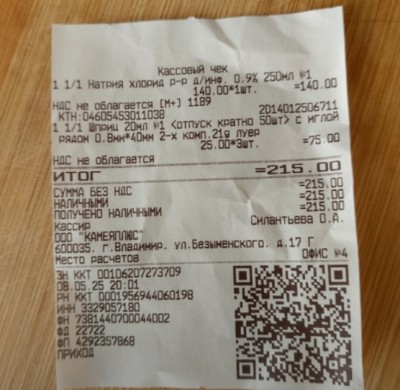 Кассовый чек
1 1/1 Натрия хлорид р-р д/инф. 0.9% 250мл №1
140.00*1шт. =140.00
НДС не облагается [М+] 1189
КТН:04605453011038 2014012506711
1 1/1 Шприц 20мл №1 <отпуск кратно 50шт> с иглой
рядом 0.8мм*40мм 2-х комп.21g луер
25.00*3шт. =75.00
НДС не облагается
ИТОГ =215.00
СУММА БЕЗ НДС =215.00
НАЛИЧНЫМИ =215.00
ПОЛУЧЕНО НАЛИЧНЫМИ =215.00
Кассир Силантьева О.А.
ООО "КАМЕЯПЛЮС"
600035. г.Владимир. ул.Безыменского. д.17 Г
Место расчетов ОФИС №4
ЗН ККТ 00106207273709
08.05.25 20:01
РН ККТ 0001956944060198
ИНН 3329057180
ФН 7381440700044002
ФД 22722
ФП 4292357868
ПРИХОД